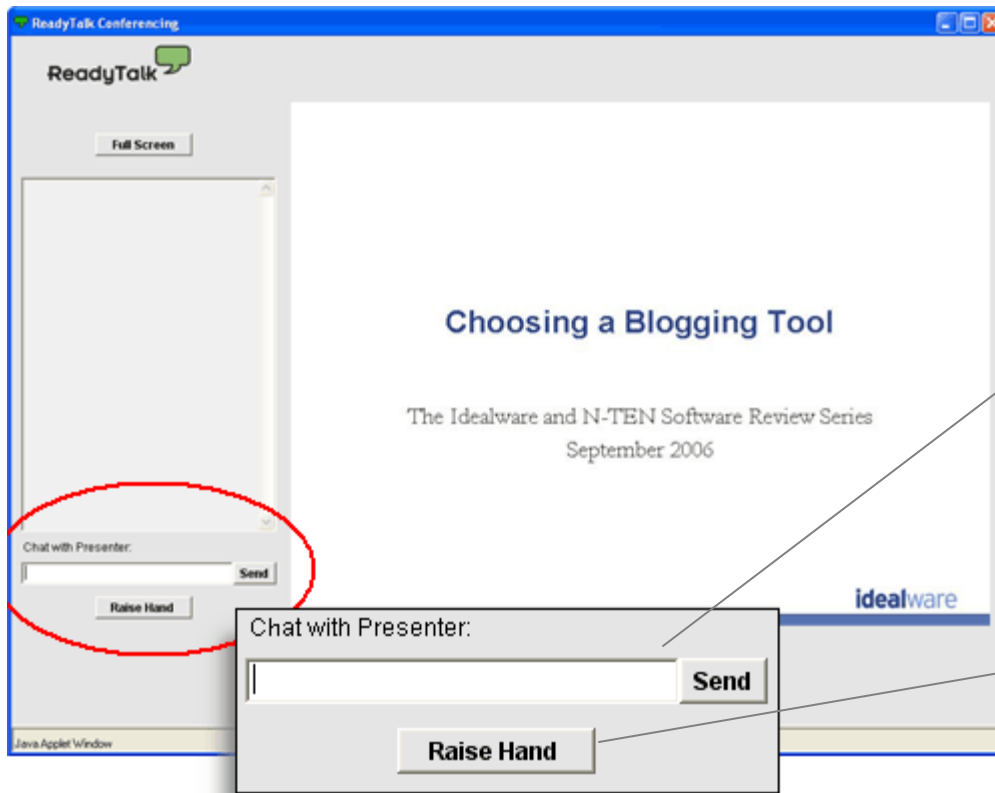 ReadyTalk Conferencing
ReadyTalk
Full Screen
Choosing a Blogging Tool
The Idealware and N-TEN Software Review Series
September 2006
Chat with Presenter:
Send
Raise Hand
idealware
Chat with Presenter:
Send
Raise Hand
Java Applet Window